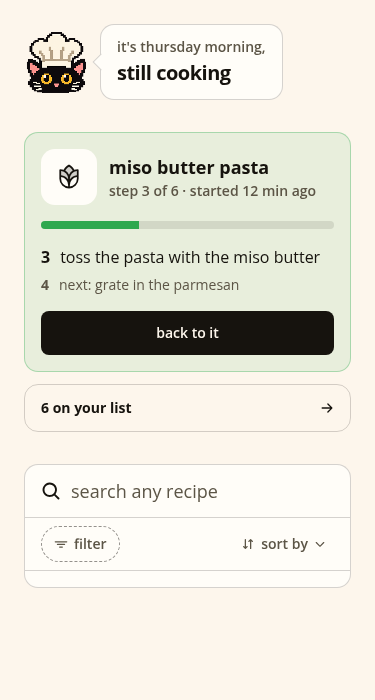 it's thursday morning,
still cooking
miso butter pasta
step 3 of 6 · started 12 min ago
3 toss the pasta with the miso butter
4 next: grate in the parmesan
back to it
6 on your list
search any recipe
filter sort by